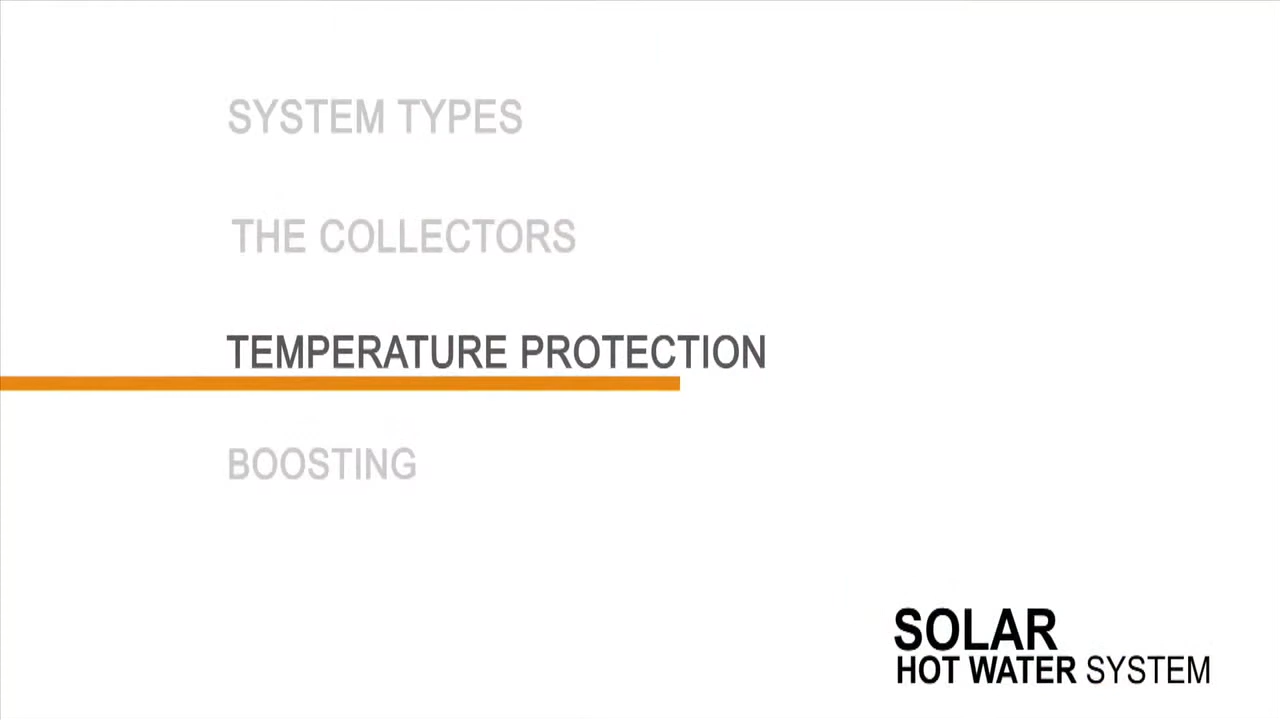 SYSTEM TYPES
THE COLLECTORS
TEMPERATURE PROTECTION
BOOSTING
SOLAR
HOT WATER SYSTEM